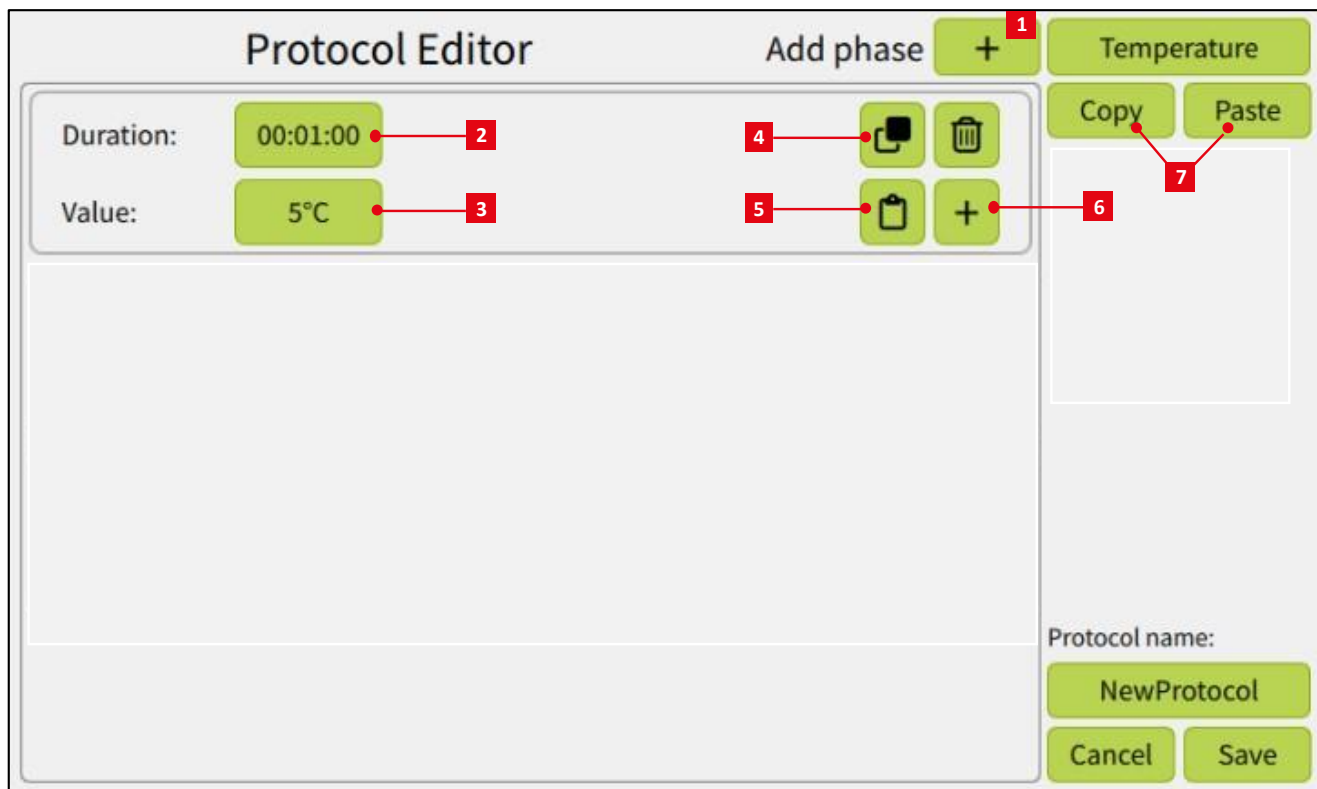 Protocol Editor Add phase + 1 Temperature
Copy Paste
Duration: 00:01:00 2 4
7
Value: 5°C 3 5 + 6
Protocol name:
NewProtocol
Cancel Save